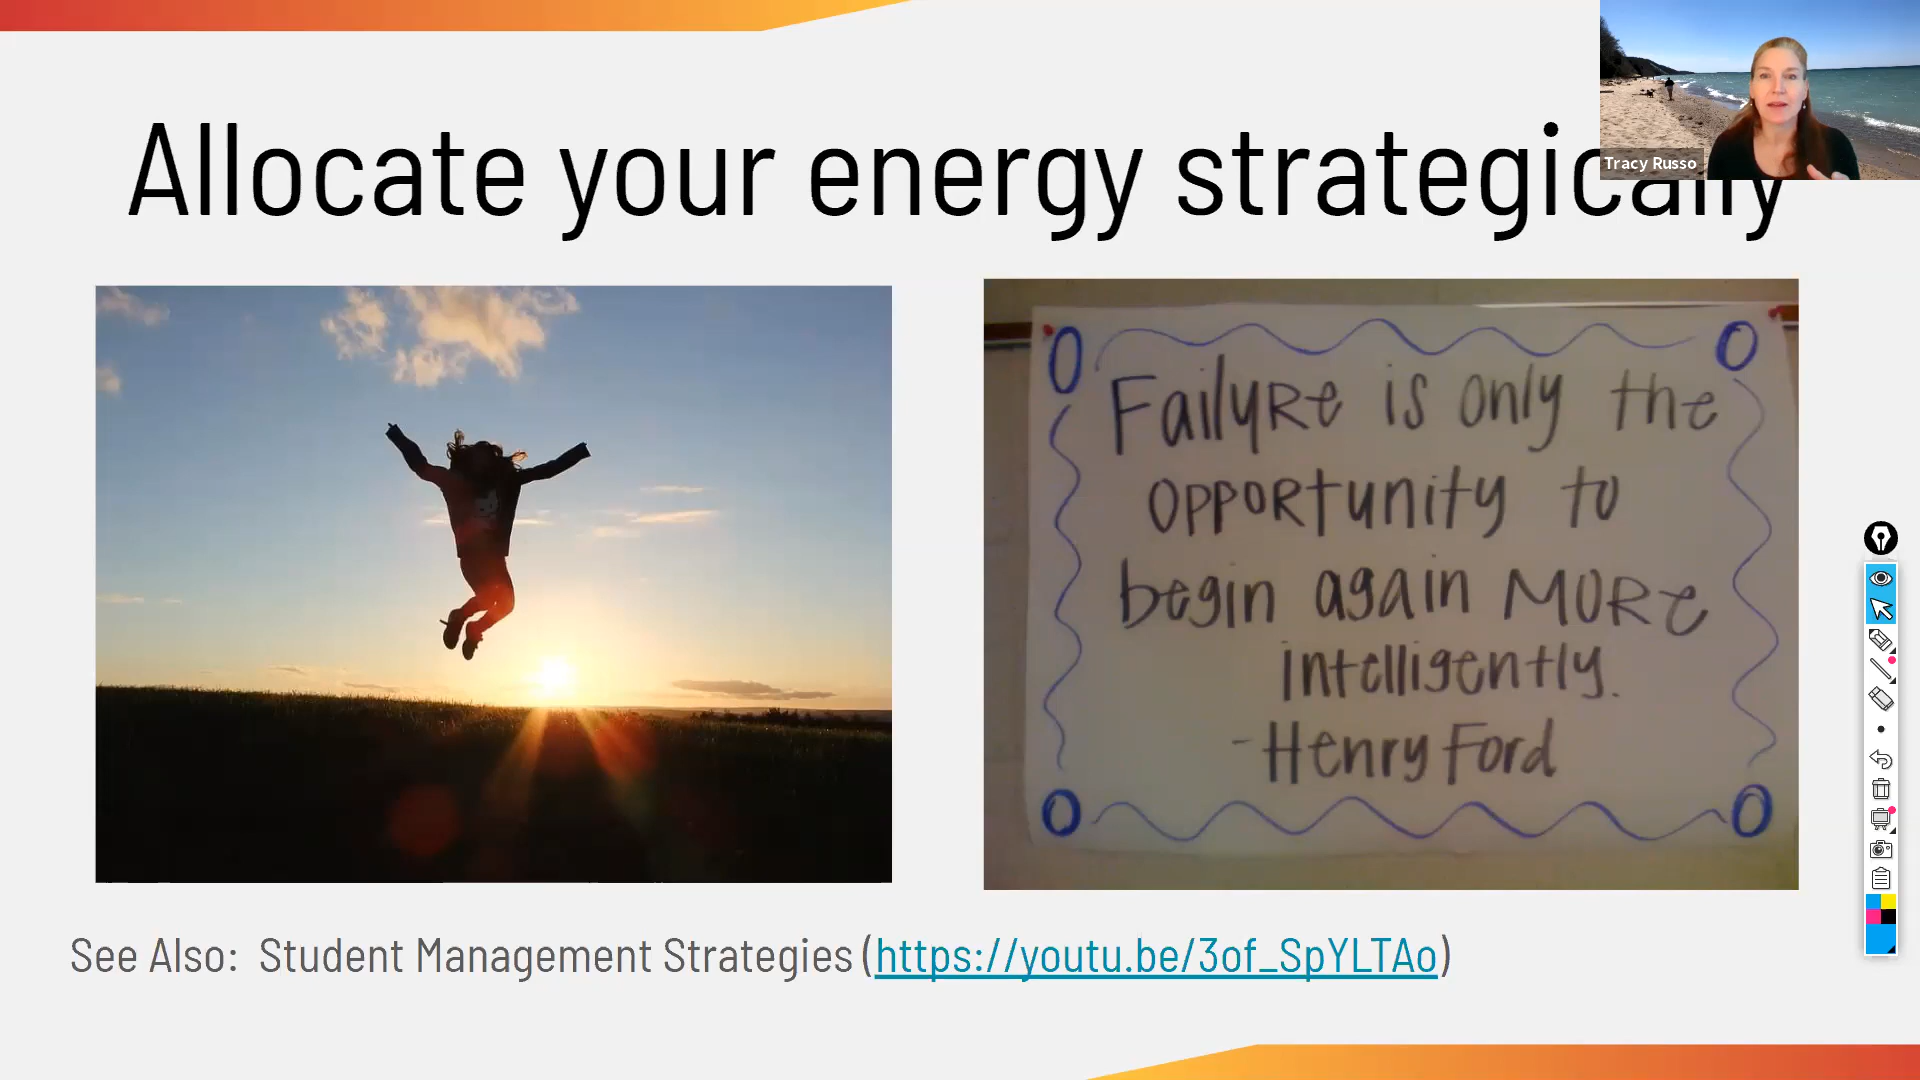 Allocate your energy strategically
Tracy Russo
Failure is only the
opportunity to
begin again more
intelligently.
-Henry Ford
See Also: Student Management Strategies (https://youtu.be/3of_SpYLTAo)